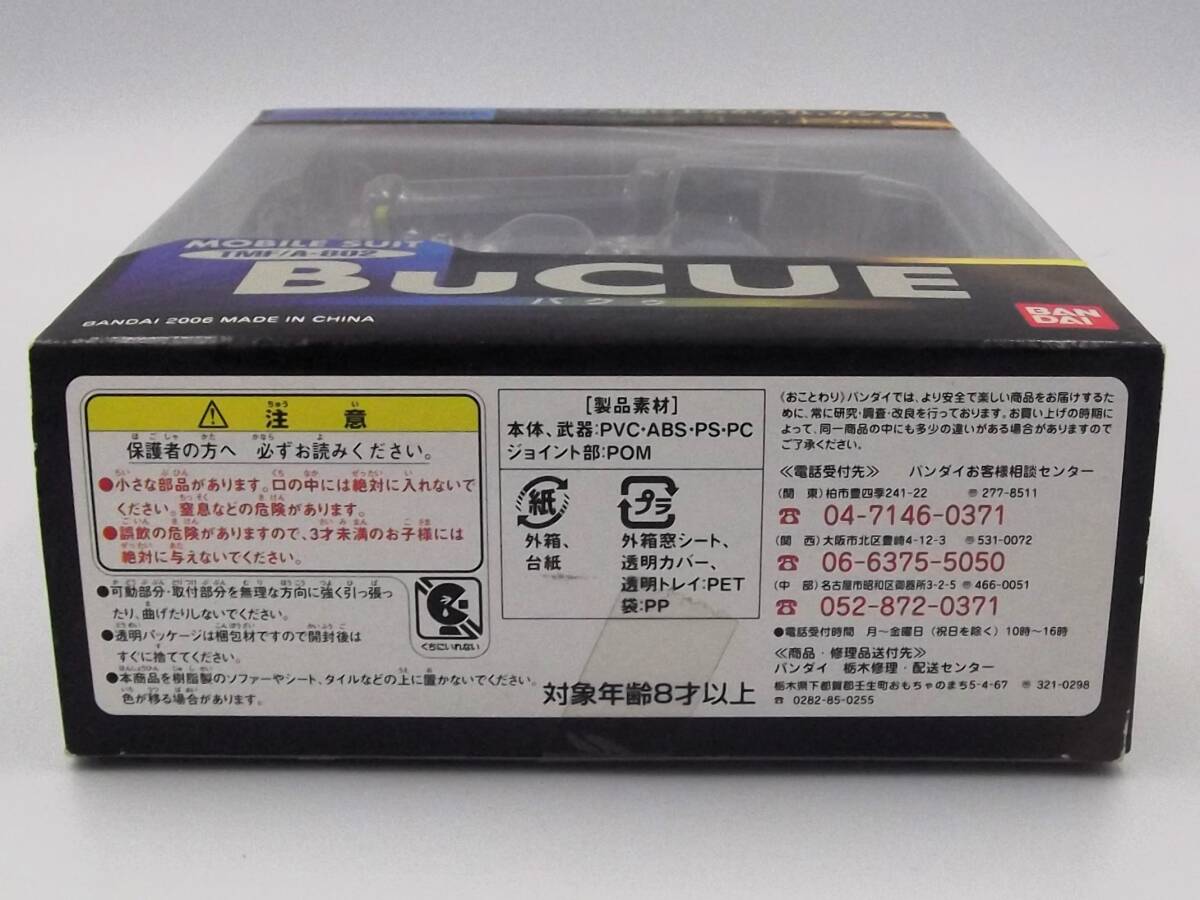 MOBILE SUIT
TMF/A-802
BuCUE
バクゥ
BANDAI 2006 MADE IN CHINA
BAN
DAI
注意
保護者の方へ 必ずお読みください。
●小さな部品があります。口の中には絶対に入れないで
ください。窒息などの危険があります。
●誤飲の危険がありますので、3才未満のお子様には
絶対に与えないでください。
●可動部分・取付部分を無理な方向に強く引っ張っ
たり、曲げたりしないでください。
●透明パッケージは梱包材ですので開封後は
すぐに捨ててください。
●本商品を樹脂製のソファーやシート、タイルなどの上に置かないでください。
色が移る場合があります。
くちにいれない
[製品素材]
本体、武器:PVC・ABS・PS・PC
ジョイント部:POM
紙
外箱、
台紙
プラ
外箱窓シート、
透明カバー、
透明トレイ:PET
袋:PP
対象年齢8才以上
《おことわり》バンダイでは、より安全で楽しい商品をお届けするた
めに、常に研究・調査・改良を行っております。お買い上げの時期に
よって、同一商品の中にも多少の違いがある場合がありますので
ご了承ください。
≪電話受付先≫ バンダイお客様相談センター
(関 東)柏市豊四季241-22 〠277-8511
☎ 04-7146-0371
(関 西)大阪市北区豊崎4-12-3 〠531-0072
☎ 06-6375-5050
(中 部)名古屋市昭和区御器所3-2-5 〠466-0051
☎ 052-872-0371
●電話受付時間 月～金曜日(祝日を除く)10時～16時
≪商品・修理品送付先≫
バンダイ 栃木修理・配送センター
栃木県下都賀郡壬生町おもちゃのまち5-4-67 〠321-0298
☎ 0282-85-0255